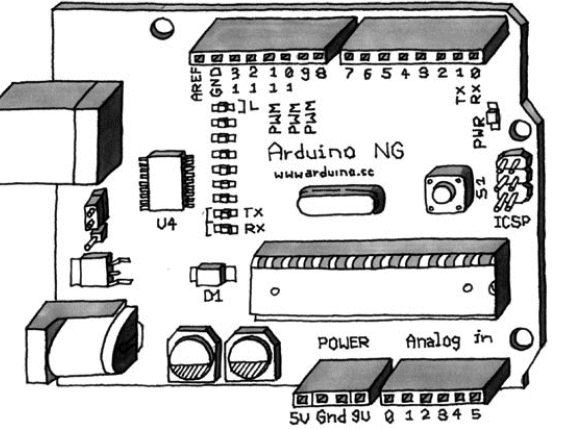 AREF GND 13 12 11 10 9 8 7 6 5 4 3 2 1 0
TX RX
L
PWM PWM PWM
PWR
Arduino NG
www.arduino.cc
S1
U4
ICSP
TX
RX
D1
POWER Analog in
5V Gnd 9V 0 1 2 3 4 5